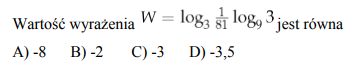 Wartość wyrażenia W = log₃ 1/81 log₉ 3 jest równa
A) -8 B) -2 C) -3 D) -3,5